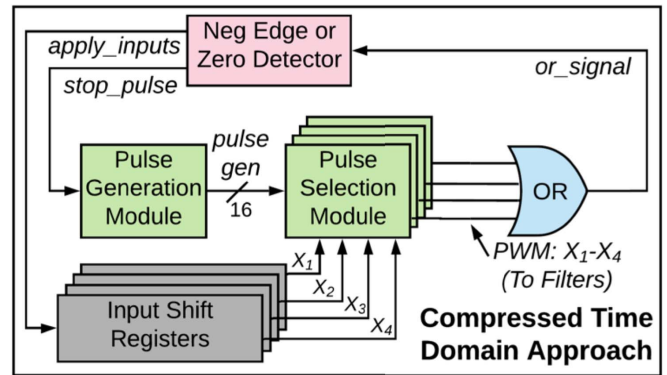 apply_inputs
Neg Edge or
Zero Detector
or_signal
stop_pulse
Pulse
Generation
Module
pulse
gen
16
Pulse
Selection
Module
OR
PWM: X1-X4
(To Filters)
X1
X2
X3
X4
Input Shift
Registers
Compressed Time
Domain Approach